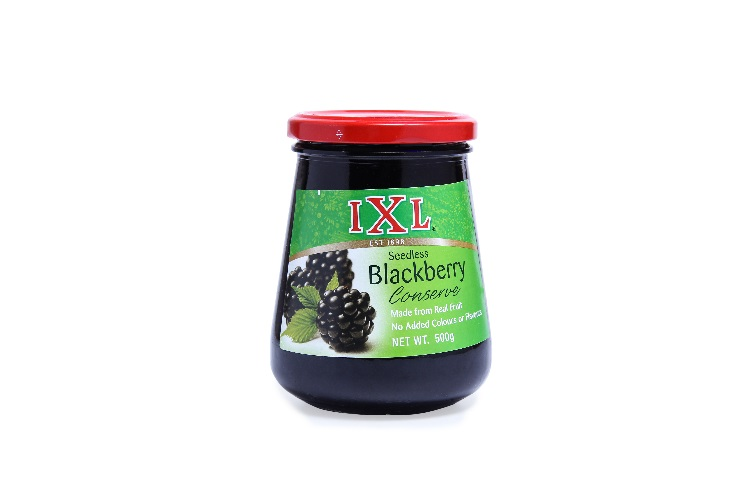 IXL
EST 1898
Seedless
Blackberry
Conserve
Made from Real Fruit
No Added Colours or Flavours
NET WT. 500g